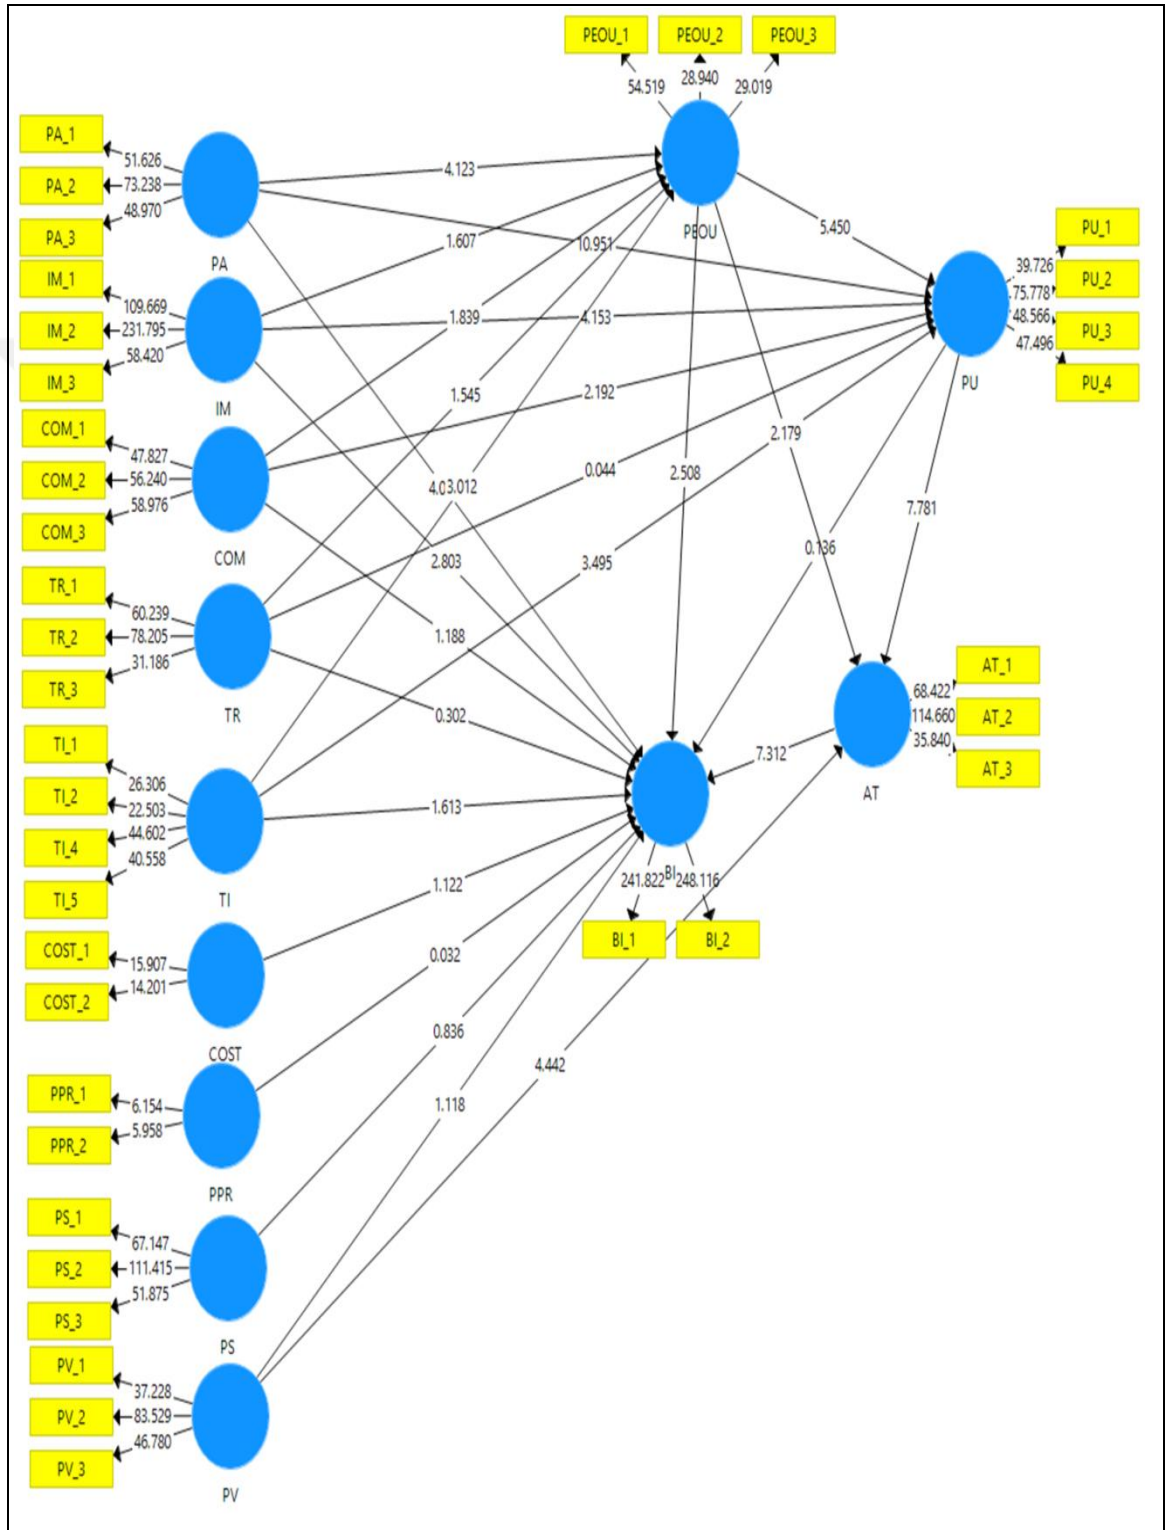 PEOU_1 PEOU_2 PEOU_3
54.519 28.940 29.019
PEOU
PA_1
PA_2
PA_3
51.626
73.238
48.970
PA
IM_1
IM_2
IM_3
109.669
231.795
58.420
IM
COM_1
COM_2
COM_3
47.827
56.240
58.976
COM
TR_1
TR_2
TR_3
60.239
78.205
31.186
TR
TI_1
TI_2
TI_4
TI_5
26.306
22.503
44.602
40.558
TI
COST_1
COST_2
15.907
14.201
COST
PPR_1
PPR_2
6.154
5.958
PPR
PS_1
PS_2
PS_3
67.147
111.415
51.875
PS
PV_1
PV_2
PV_3
37.228
83.529
46.780
PV
4.123
1.607
10.951
1.839
4.153
1.545
2.192
3.012
0.044
2.803
3.495
1.188
0.302
1.613
1.122
0.032
0.836
1.118
4.442
5.450
2.179
2.508
0.136
7.781
7.312
PU_1
PU_2
PU_3
PU_4
39.726
75.778
48.566
47.496
PU
AT_1
AT_2
AT_3
68.422
114.660
35.840
AT
BI
241.822 248.116
BI_1 BI_2